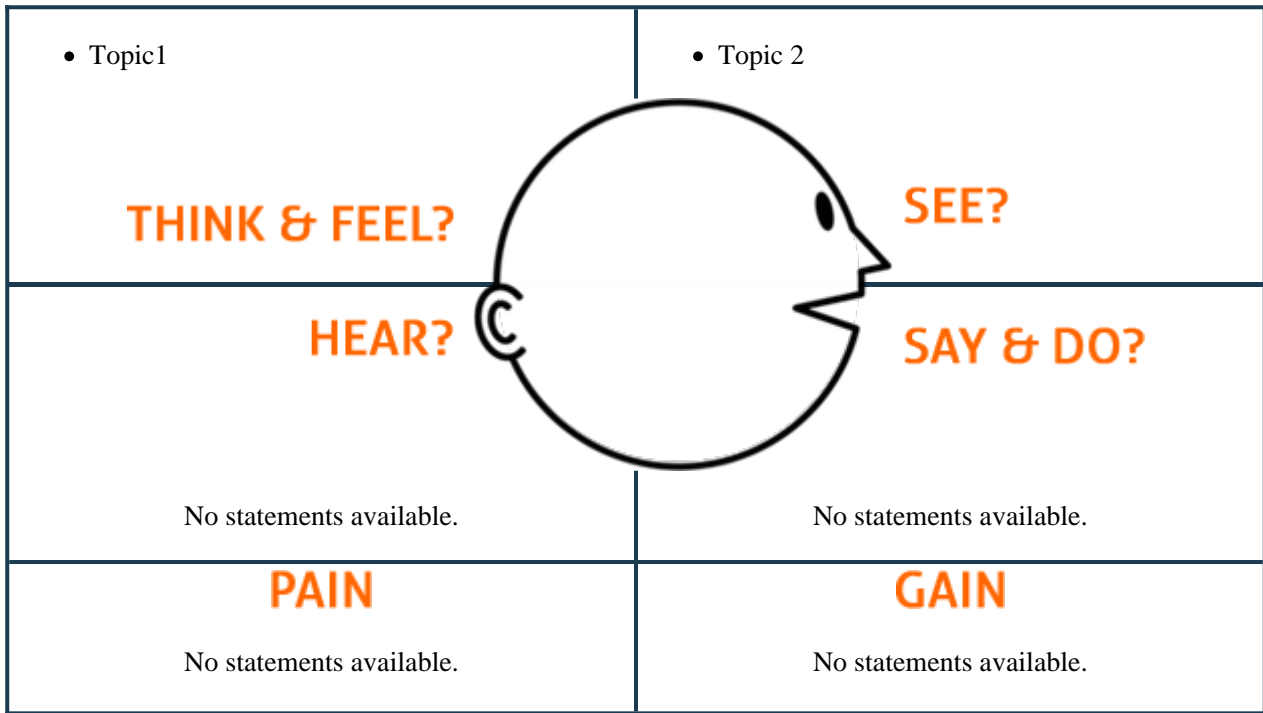 • Topic1
• Topic 2
THINK & FEEL?
SEE?
HEAR?
SAY & DO?
No statements available.
No statements available.
PAIN
GAIN
No statements available.
No statements available.